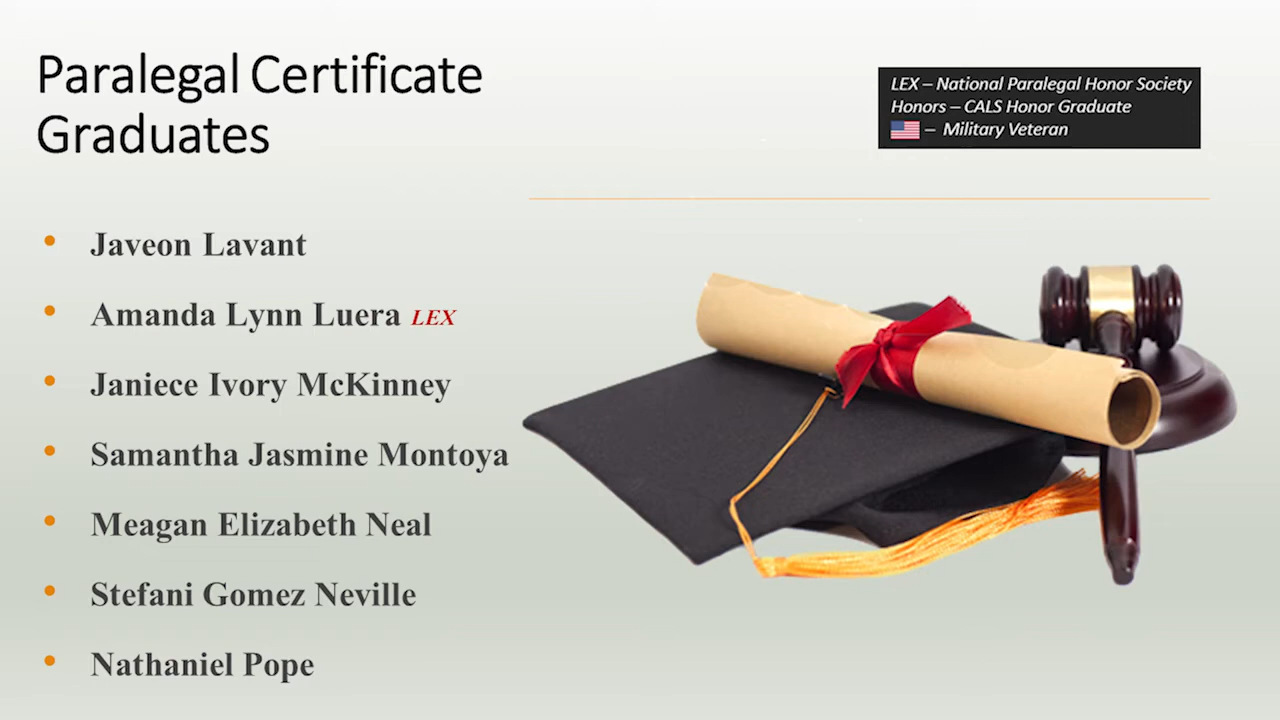 Paralegal Certificate
Graduates
LEX – National Paralegal Honor Society
Honors – CALS Honor Graduate
– Military Veteran
• Javeon Lavant
• Amanda Lynn Luera LEX
• Janiece Ivory McKinney
• Samantha Jasmine Montoya
• Meagan Elizabeth Neal
• Stefani Gomez Neville
• Nathaniel Pope